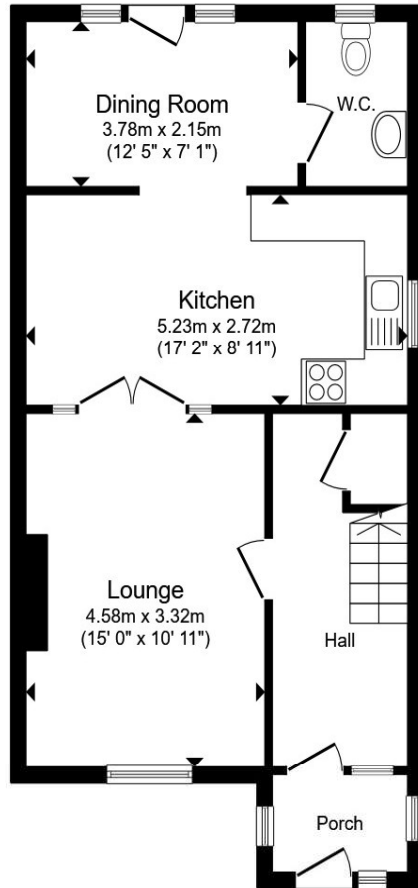 Dining Room
3.78m x 2.15m
(12' 5" x 7' 1")
W.C.
Kitchen
5.23m x 2.72m
(17' 2" x 8' 11")
Lounge
4.58m x 3.32m
(15' 0" x 10' 11")
Hall
Porch